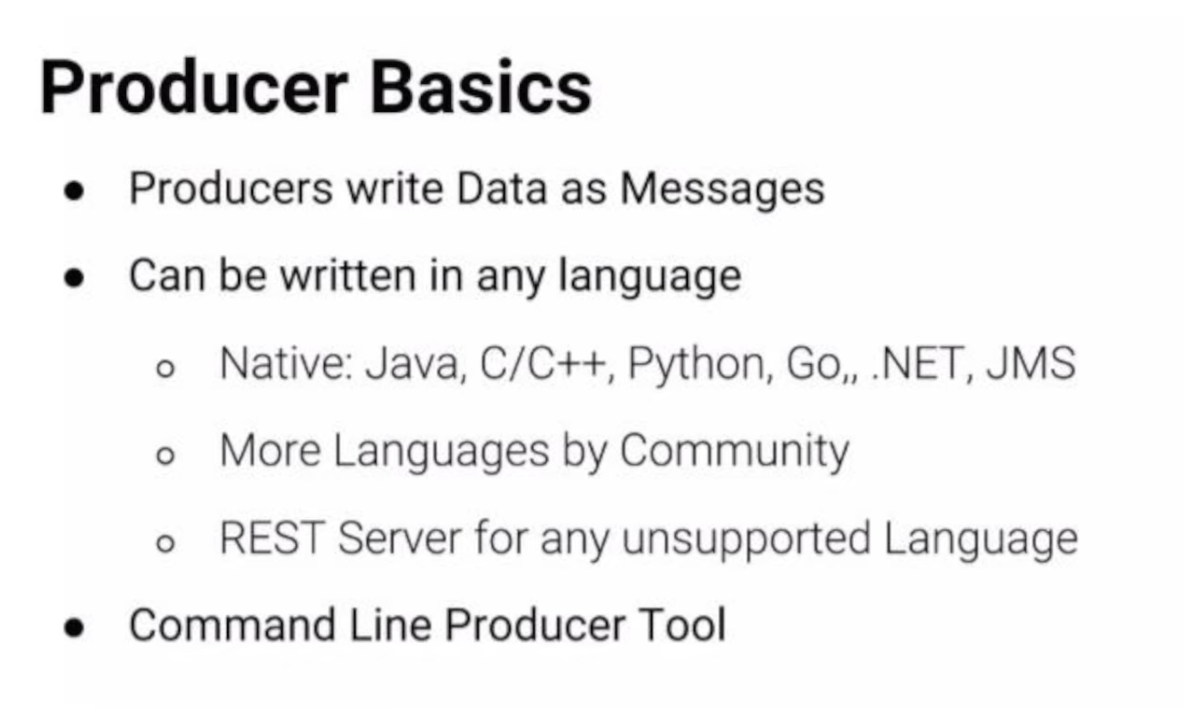 Producer Basics
● Producers write Data as Messages
● Can be written in any language
○ Native: Java, C/C++, Python, Go,, .NET, JMS
○ More Languages by Community
○ REST Server for any unsupported Language
● Command Line Producer Tool